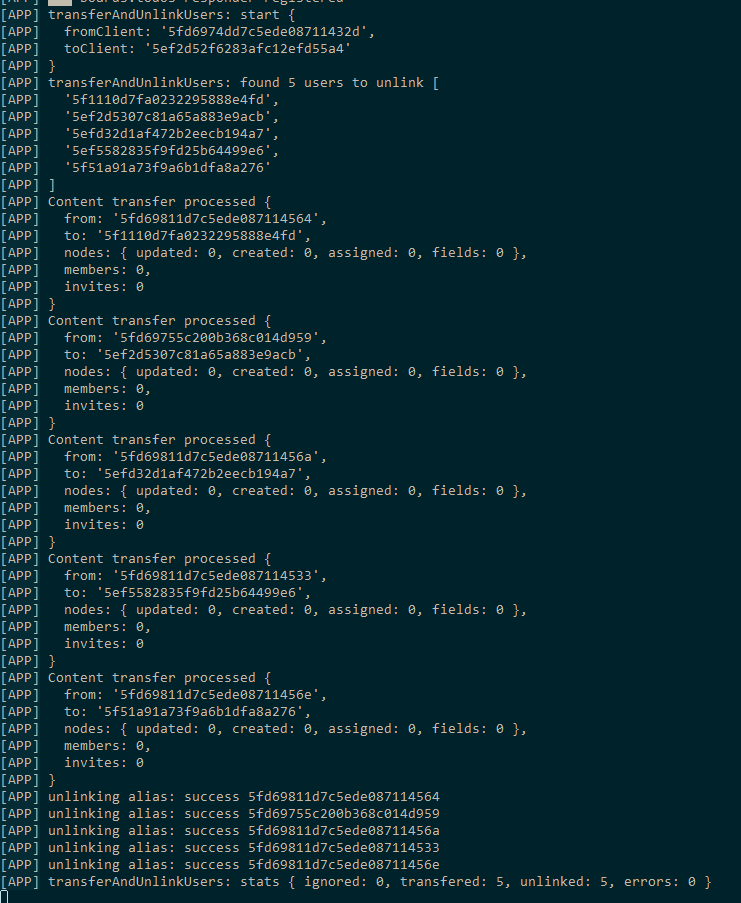 [APP] boards.todos responder registered
[APP] transferAndUnlinkUsers: start {
[APP]   fromClient: '5fd6974dd7c5ede08711432d',
[APP]   toClient: '5ef2d52f6283afc12efd55a4'
[APP] }
[APP] transferAndUnlinkUsers: found 5 users to unlink [
[APP]   '5f1110d7fa0232295888e4fd',
[APP]   '5ef2d5307c81a65a883e9acb',
[APP]   '5efd32d1af472b2eecb194a7',
[APP]   '5ef5582835f9fd25b64499e6',
[APP]   '5f51a91a73f9a6b1dfa8a276'
[APP] ]
[APP] Content transfer processed {
[APP]   from: '5fd69811d7c5ede087114564',
[APP]   to: '5f1110d7fa0232295888e4fd',
[APP]   nodes: { updated: 0, created: 0, assigned: 0, fields: 0 },
[APP]   members: 0,
[APP]   invites: 0
[APP] }
[APP] Content transfer processed {
[APP]   from: '5fd69755c200b368c014d959',
[APP]   to: '5ef2d5307c81a65a883e9acb',
[APP]   nodes: { updated: 0, created: 0, assigned: 0, fields: 0 },
[APP]   members: 0,
[APP]   invites: 0
[APP] }
[APP] Content transfer processed {
[APP]   from: '5fd69811d7c5ede08711456a',
[APP]   to: '5efd32d1af472b2eecb194a7',
[APP]   nodes: { updated: 0, created: 0, assigned: 0, fields: 0 },
[APP]   members: 0,
[APP]   invites: 0
[APP] }
[APP] Content transfer processed {
[APP]   from: '5fd69811d7c5ede087114533',
[APP]   to: '5ef5582835f9fd25b64499e6',
[APP]   nodes: { updated: 0, created: 0, assigned: 0, fields: 0 },
[APP]   members: 0,
[APP]   invites: 0
[APP] }
[APP] Content transfer processed {
[APP]   from: '5fd69811d7c5ede08711456e',
[APP]   to: '5f51a91a73f9a6b1dfa8a276',
[APP]   nodes: { updated: 0, created: 0, assigned: 0, fields: 0 },
[APP]   members: 0,
[APP]   invites: 0
[APP] }
[APP] unlinking alias: success 5fd69811d7c5ede087114564
[APP] unlinking alias: success 5fd69755c200b368c014d959
[APP] unlinking alias: success 5fd69811d7c5ede08711456a
[APP] unlinking alias: success 5fd69811d7c5ede087114533
[APP] unlinking alias: success 5fd69811d7c5ede08711456e
[APP] transferAndUnlinkUsers: stats { ignored: 0, transfered: 5, unlinked: 5, errors: 0 }